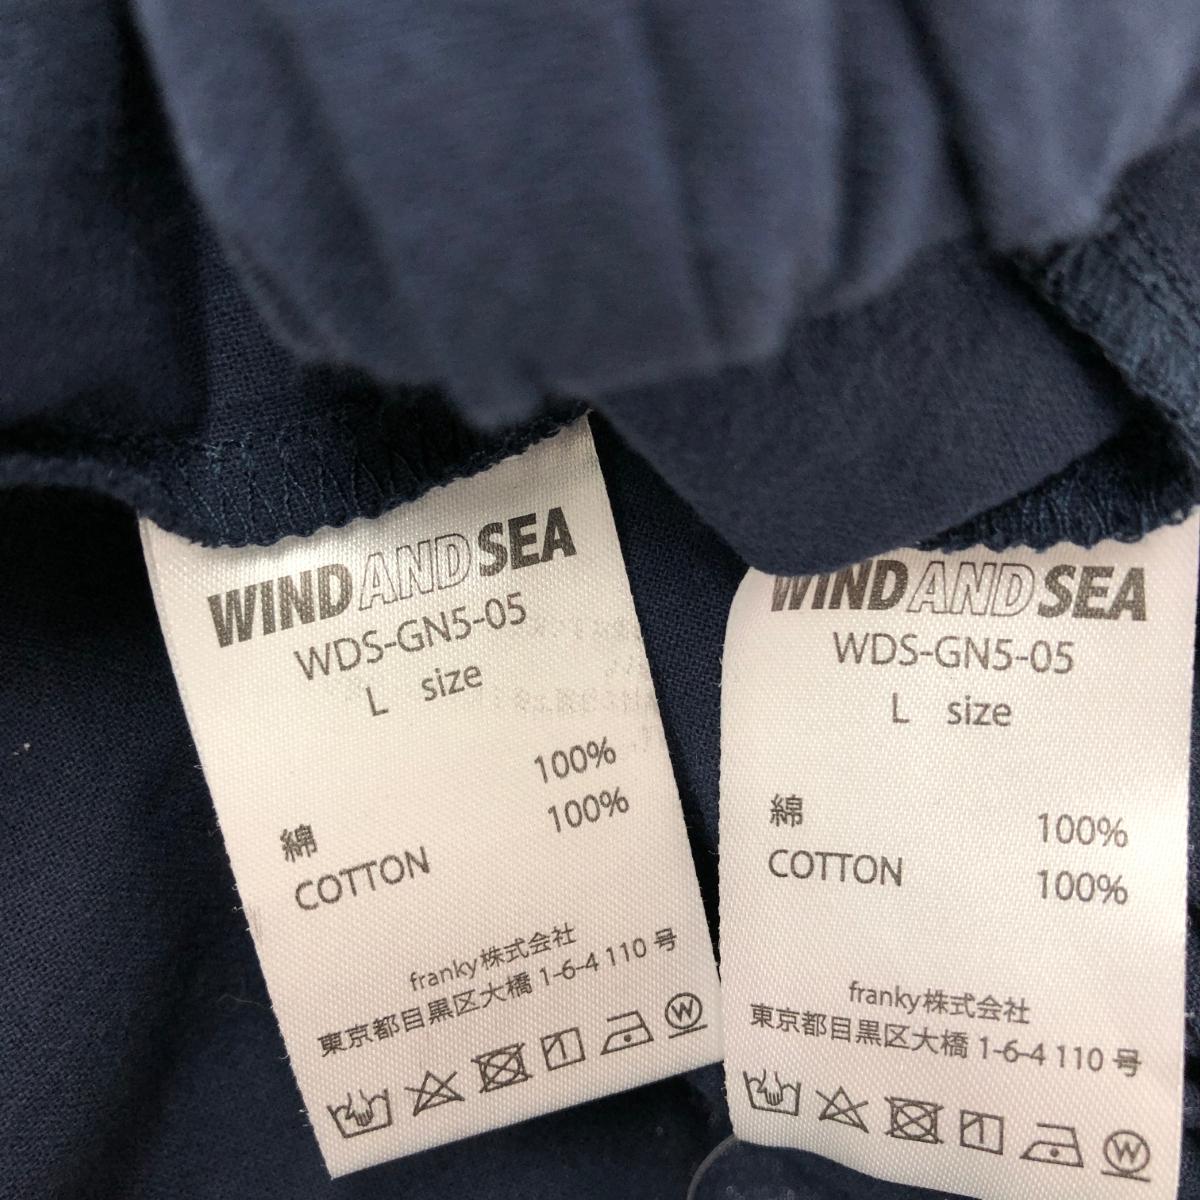 WIND AND SEA
WDS-GN5-05
L size
100%
綿 100%
COTTON
franky株式会社
東京都目黒区大橋 1-6-4 110 号
W
WIND AND SEA
WDS-GN5-05
L size
綿 100%
COTTON 100%
franky株式会社
東京都目黒区大橋 1-6-4 110 号
W